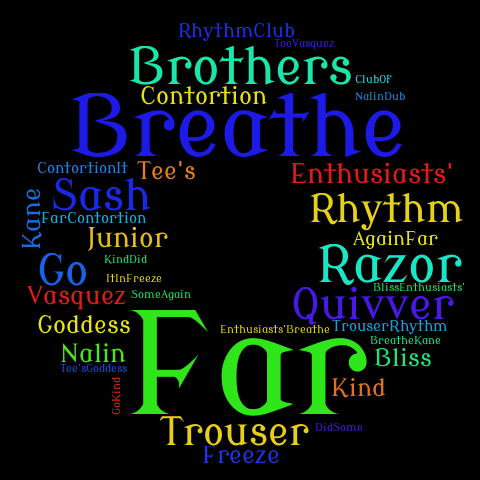 RhythmClub
TooVasquez
Brothers
ClubOF
Contortion
NalinDub
Breathe
ContortionIt
Tee's
Enthusiasts'
Kane
Sash
Rhythm
FarContortion
Junior
AgainFar
KindDid
Go
ItInFreeze
Razor
BlissEnthusiasts'
Vasquez
SomeAgain
Quivver
Goddess
Enthusiasts'Breathe
TrouserRhythm
BreatheKane
Nalin
Far
Bliss
Tee'sGoddess
GoKind
Kind
Trouser
DidSome
Freeze